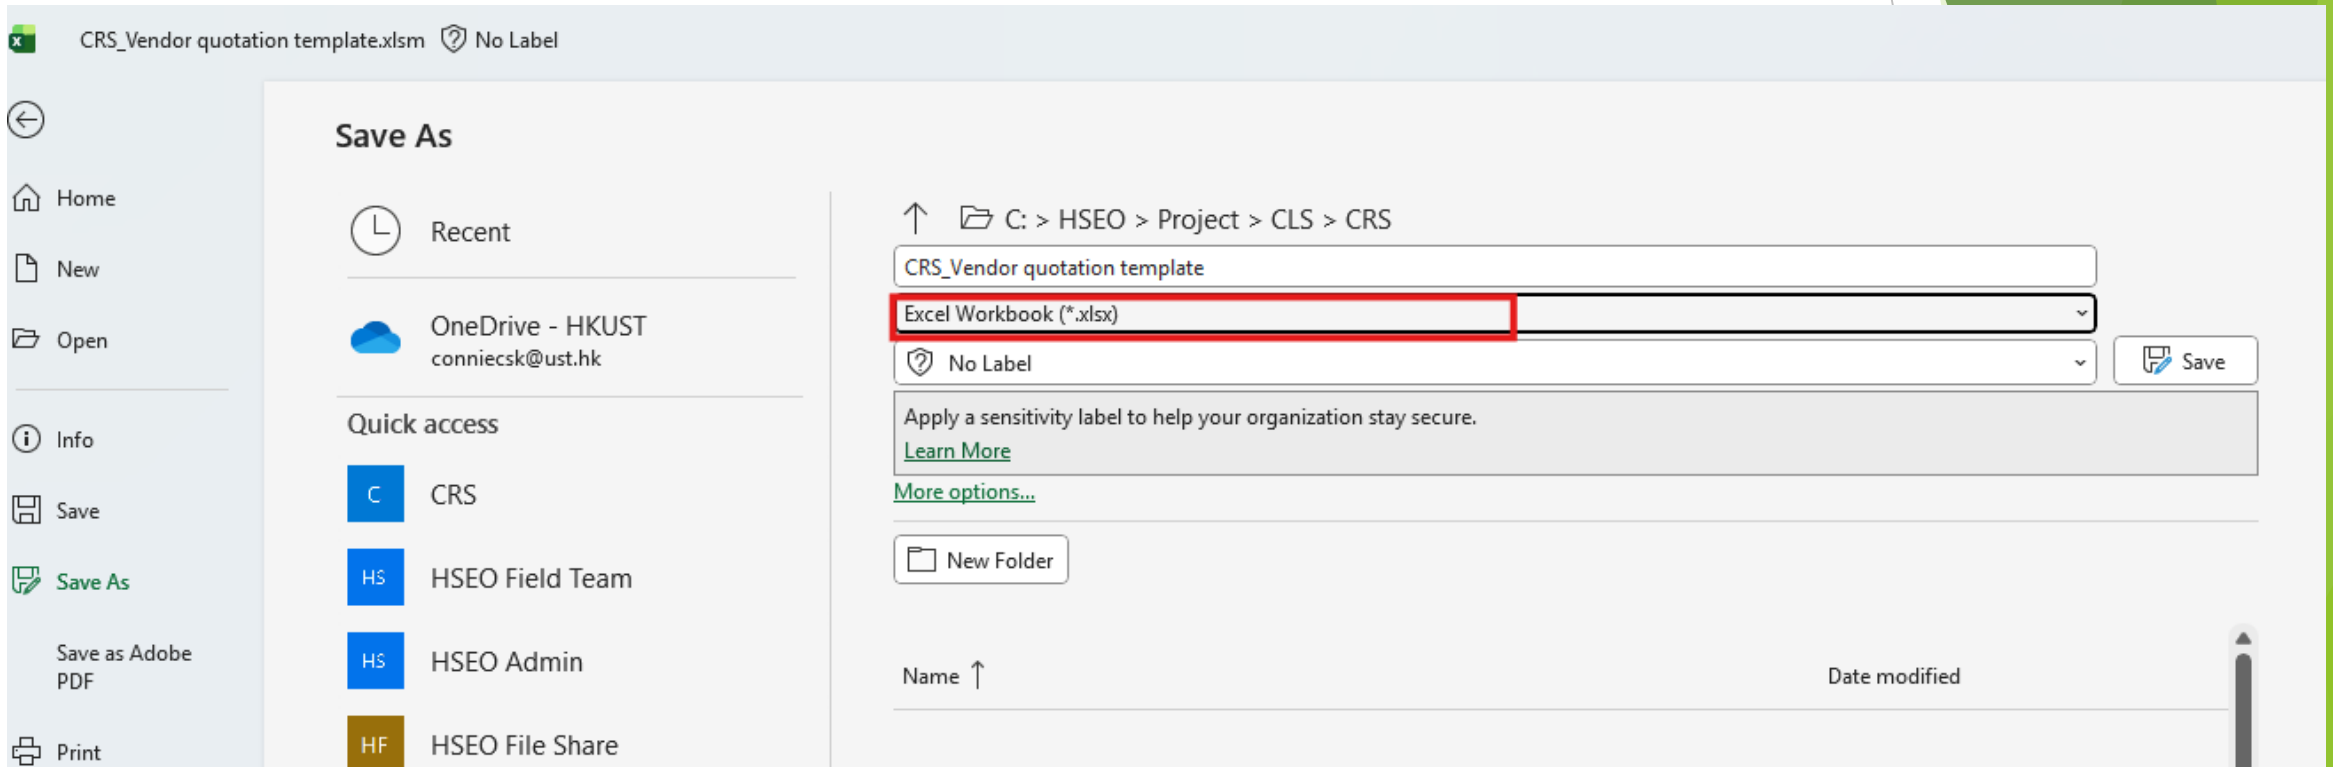 CRS_Vendor quotation template.xlsm No Label
Save As
Home
New
Open
Info
Save
Save As
Save as Adobe
PDF
Print
Recent
OneDrive - HKUST
conniecsk@ust.hk
Quick access
C CRS
HS HSEO Field Team
HS HSEO Admin
HF HSEO File Share
C: > HSEO > Project > CLS > CRS
CRS_Vendor quotation template
Excel Workbook (*.xlsx)
No Label
Save
Apply a sensitivity label to help your organization stay secure.
Learn More
More options...
New Folder
Name ↑ Date modified